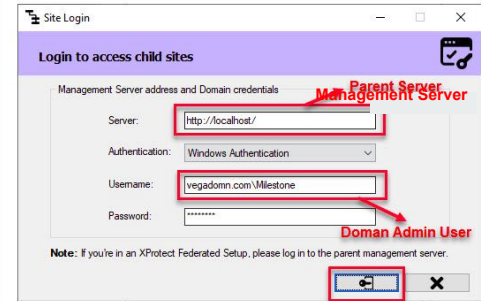 Site Login
Login to access child sites
Management Server address and Domain credentials
Parent Server
Management Server
Server: http://localhost/
Authentication: Windows Authentication
Username: vegadomn.com\Milestone
Password: ********
Doman Admin User
Note: If you're in an XProtect Federated Setup, please log in to the parent management server.